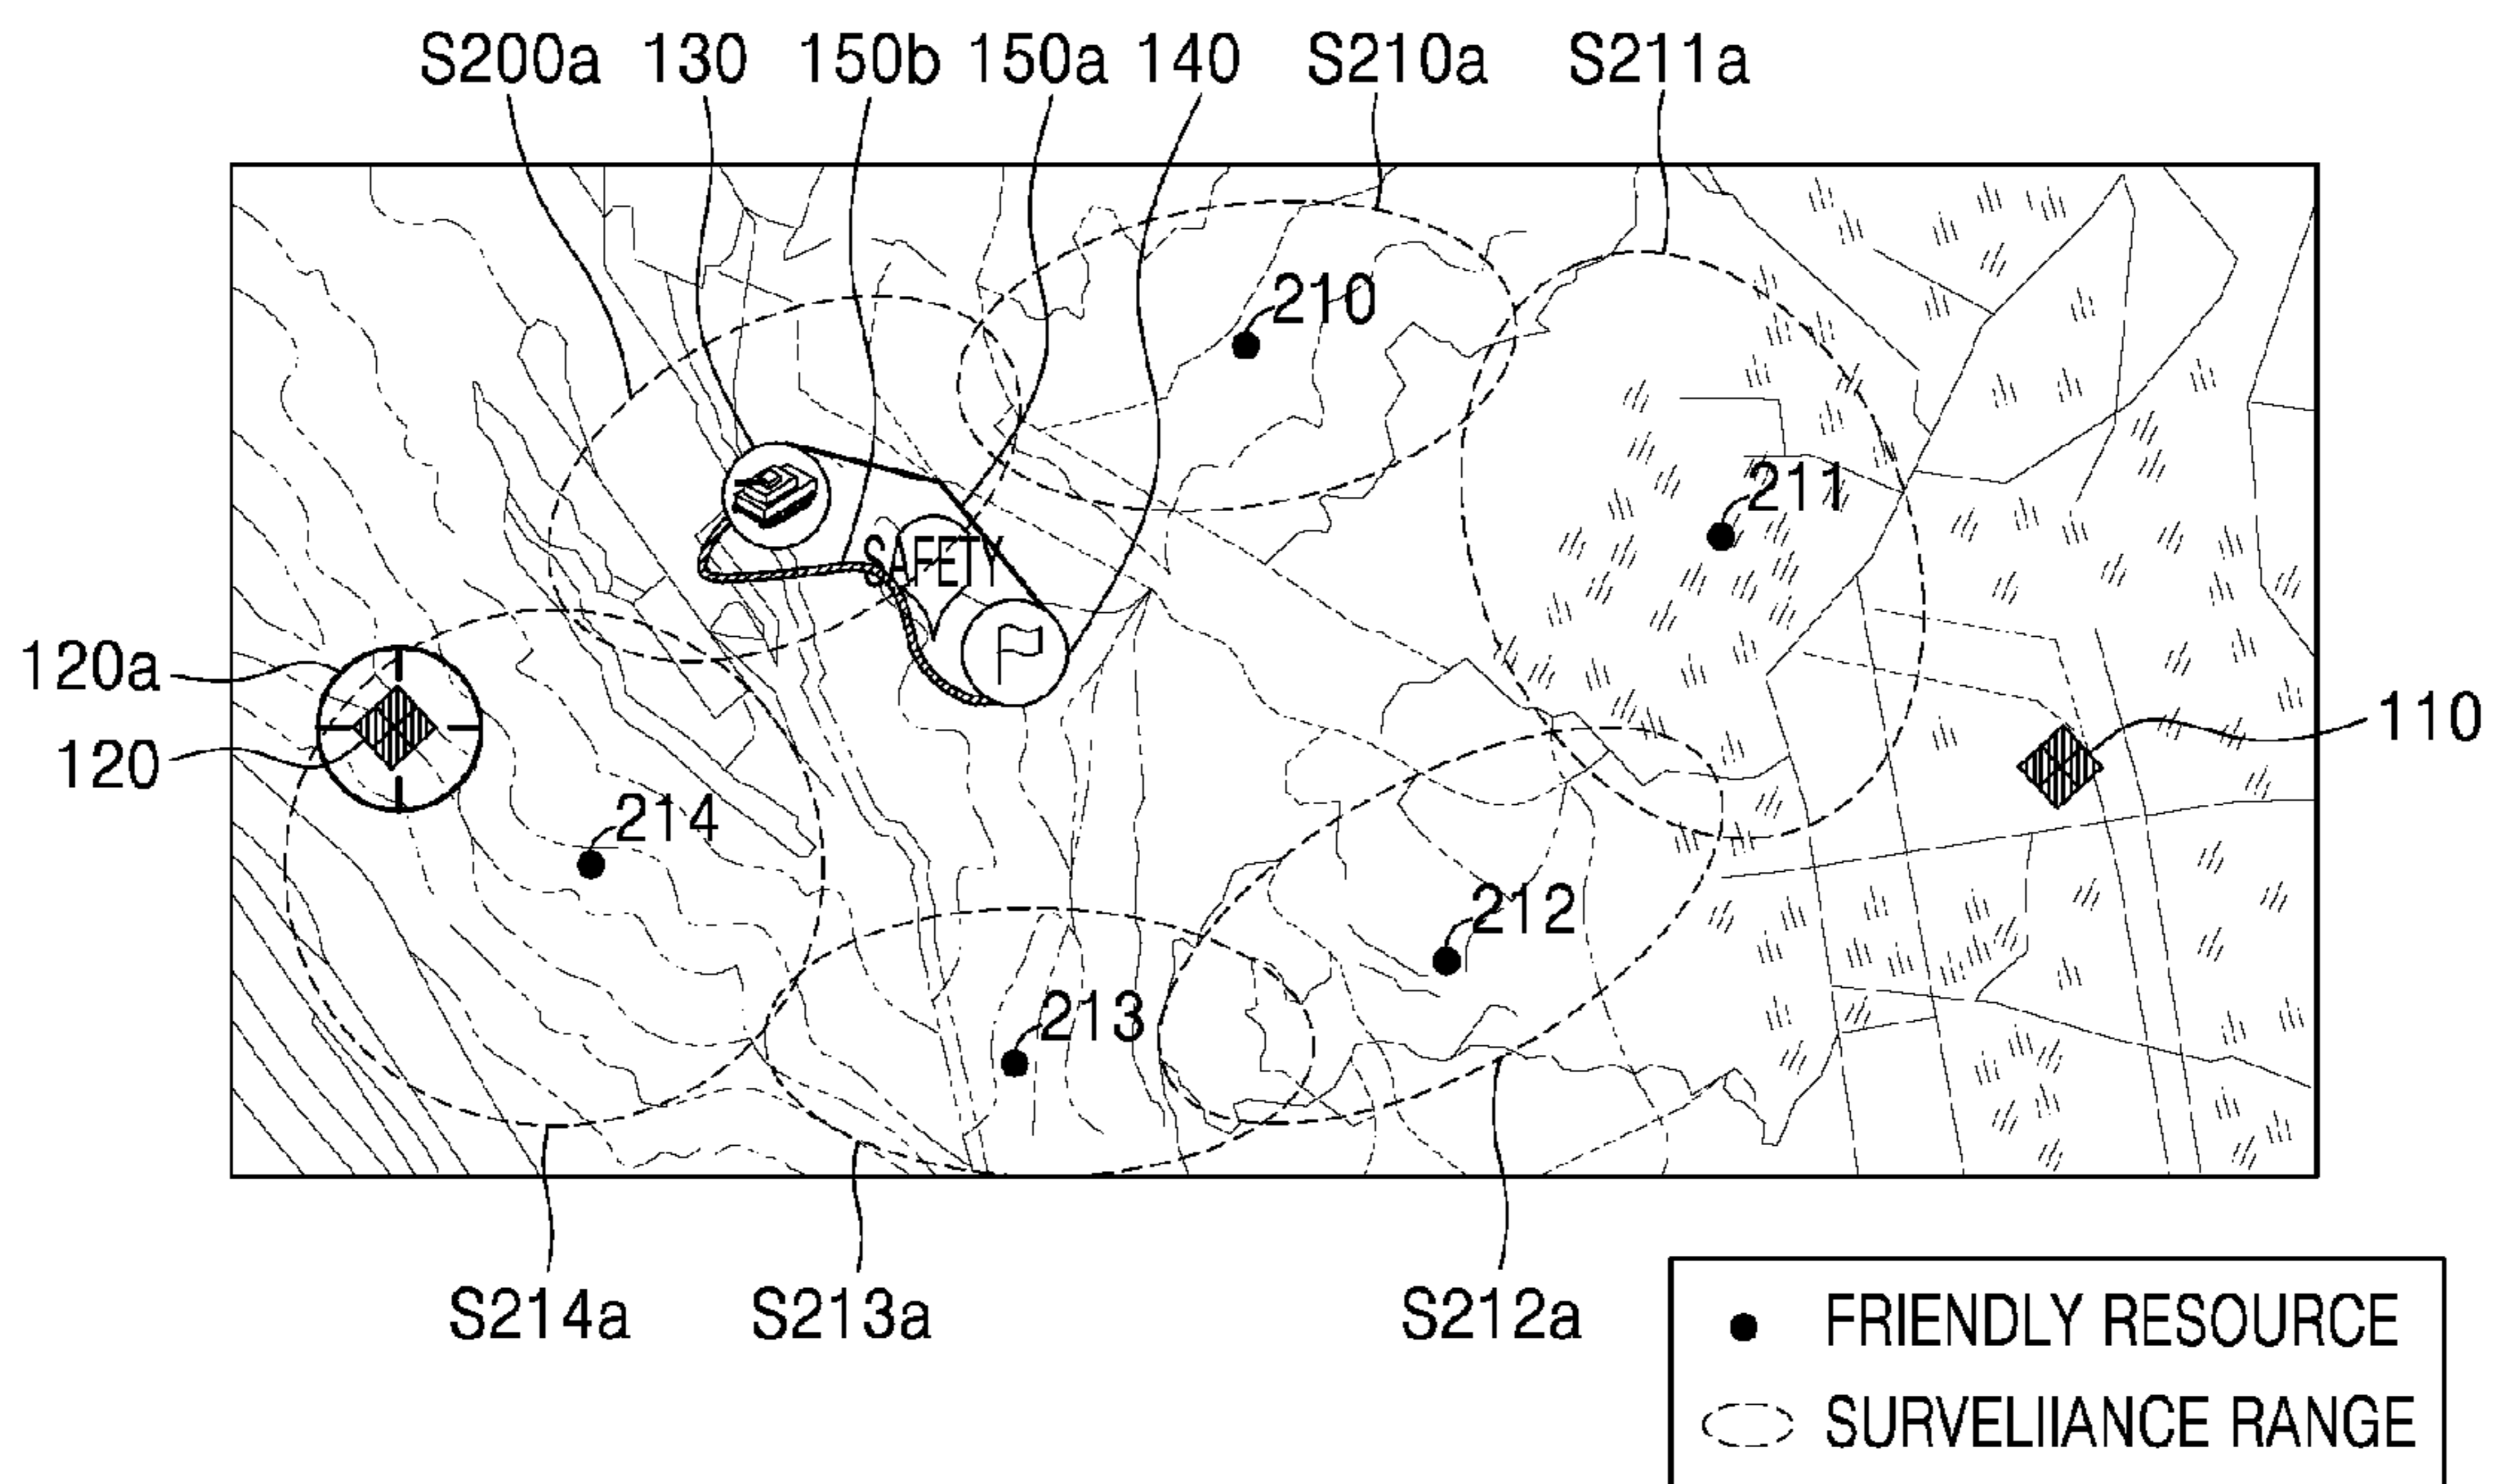 S200a 130 150b 150a 140 S210a S211a
210
211
SAFETY
120a
110
120
214
212
213
S214a S213a S212a
FRIENDLY RESOURCE
SURVELIIANCE RANGE